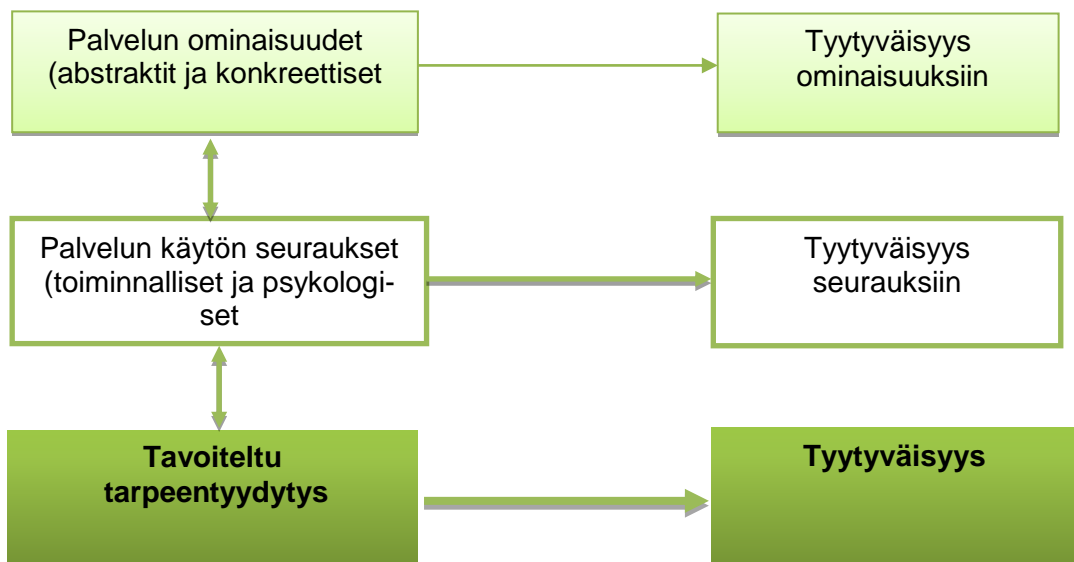 Palvelun ominaisuudet
(abstraktit ja konkreettiset
Tyytyväisyys
ominaisuuksiin
Palvelun käytön seuraukset
(toiminnalliset ja psykologi-
set
Tyytyväisyys
seurauksiin
Tavoiteltu
tarpeentyydytys
Tyytyväisyys